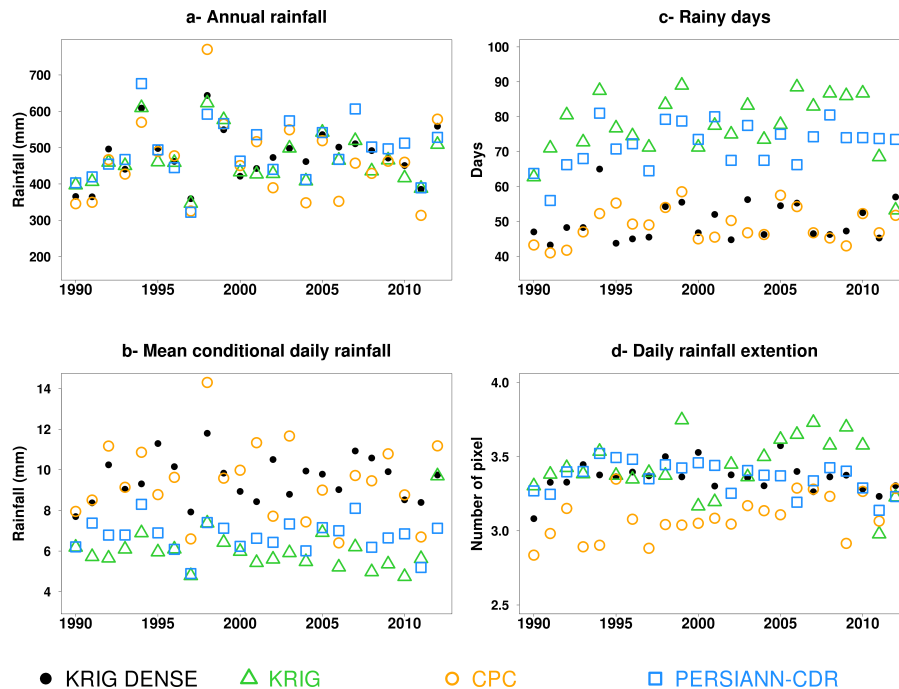 a- Annual rainfall
Rainfall (mm)
700
600
500
400
300
200
1990 1995 2000 2005 2010
c- Rainy days
Days
100
90
80
70
60
50
40
1990 1995 2000 2005 2010
b- Mean conditional daily rainfall
Rainfall (mm)
14
12
10
8
6
4
1990 1995 2000 2005 2010
d- Daily rainfall extention
Number of pixel
4.0
3.5
3.0
2.5
1990 1995 2000 2005 2010
KRIG DENSE KRIG CPC PERSIANN-CDR